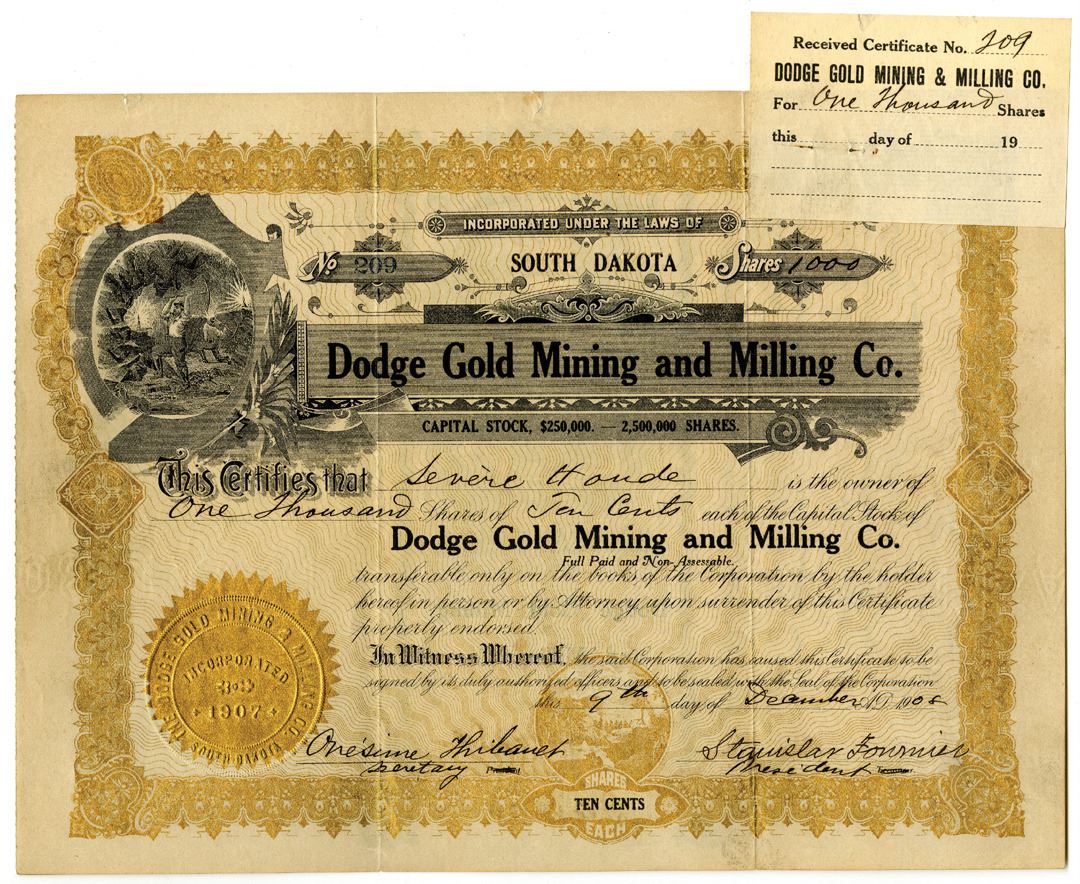 Received Certificate No. 209
DODGE GOLD MINING & MILLING CO.
For One Thousand Shares
this day of 19
INCORPORATED UNDER THE LAWS OF
No 209 SOUTH DAKOTA Shares 1000
Dodge Gold Mining and Milling Co.
CAPITAL STOCK, $250,000. — 2,500,000 SHARES.
This Certifies that Sevère Houde is the owner of
One Thousand Shares of Ten Cents each of the Capital Stock of
Dodge Gold Mining and Milling Co.
Full Paid and Non-Assessable.
transferable only on the books of the Corporation by the holder
hereof in person or by Attorney, upon surrender of this Certificate
properly endorsed.
In Witness Whereof, the said Corporation has caused this Certificate to be
signed by its duly authorized officers and to be sealed with the Seal of the Corporation
this 9th day of December A.D. 1908
THE DODGE GOLD MINING & MILLING CO.
INCORPORATED
1907
SOUTH DAKOTA
Onésime Thibault Stanislas Fournier
Secretary President
SHARES
TEN CENTS
EACH